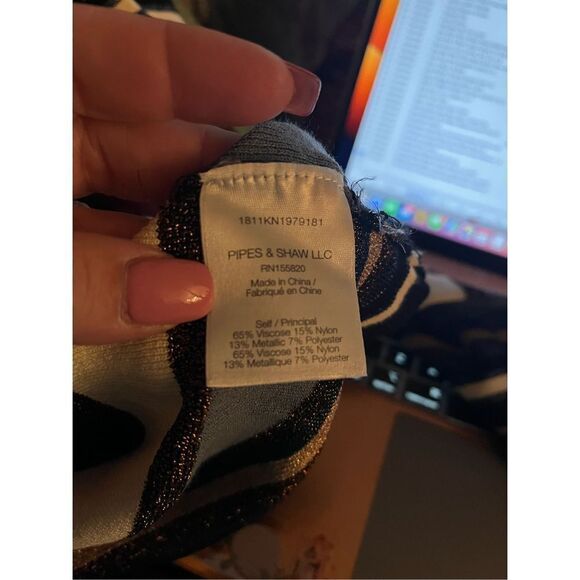 1811KN1979181
PIPES & SHAW LLC
RN155820
Made in China /
Fabriqué en Chine
Self / Principal
65% Viscose 15% Nylon
13% Metallic 7% Polyester
65% Viscose 15% Nylon
13% Metallique 7% Polyester